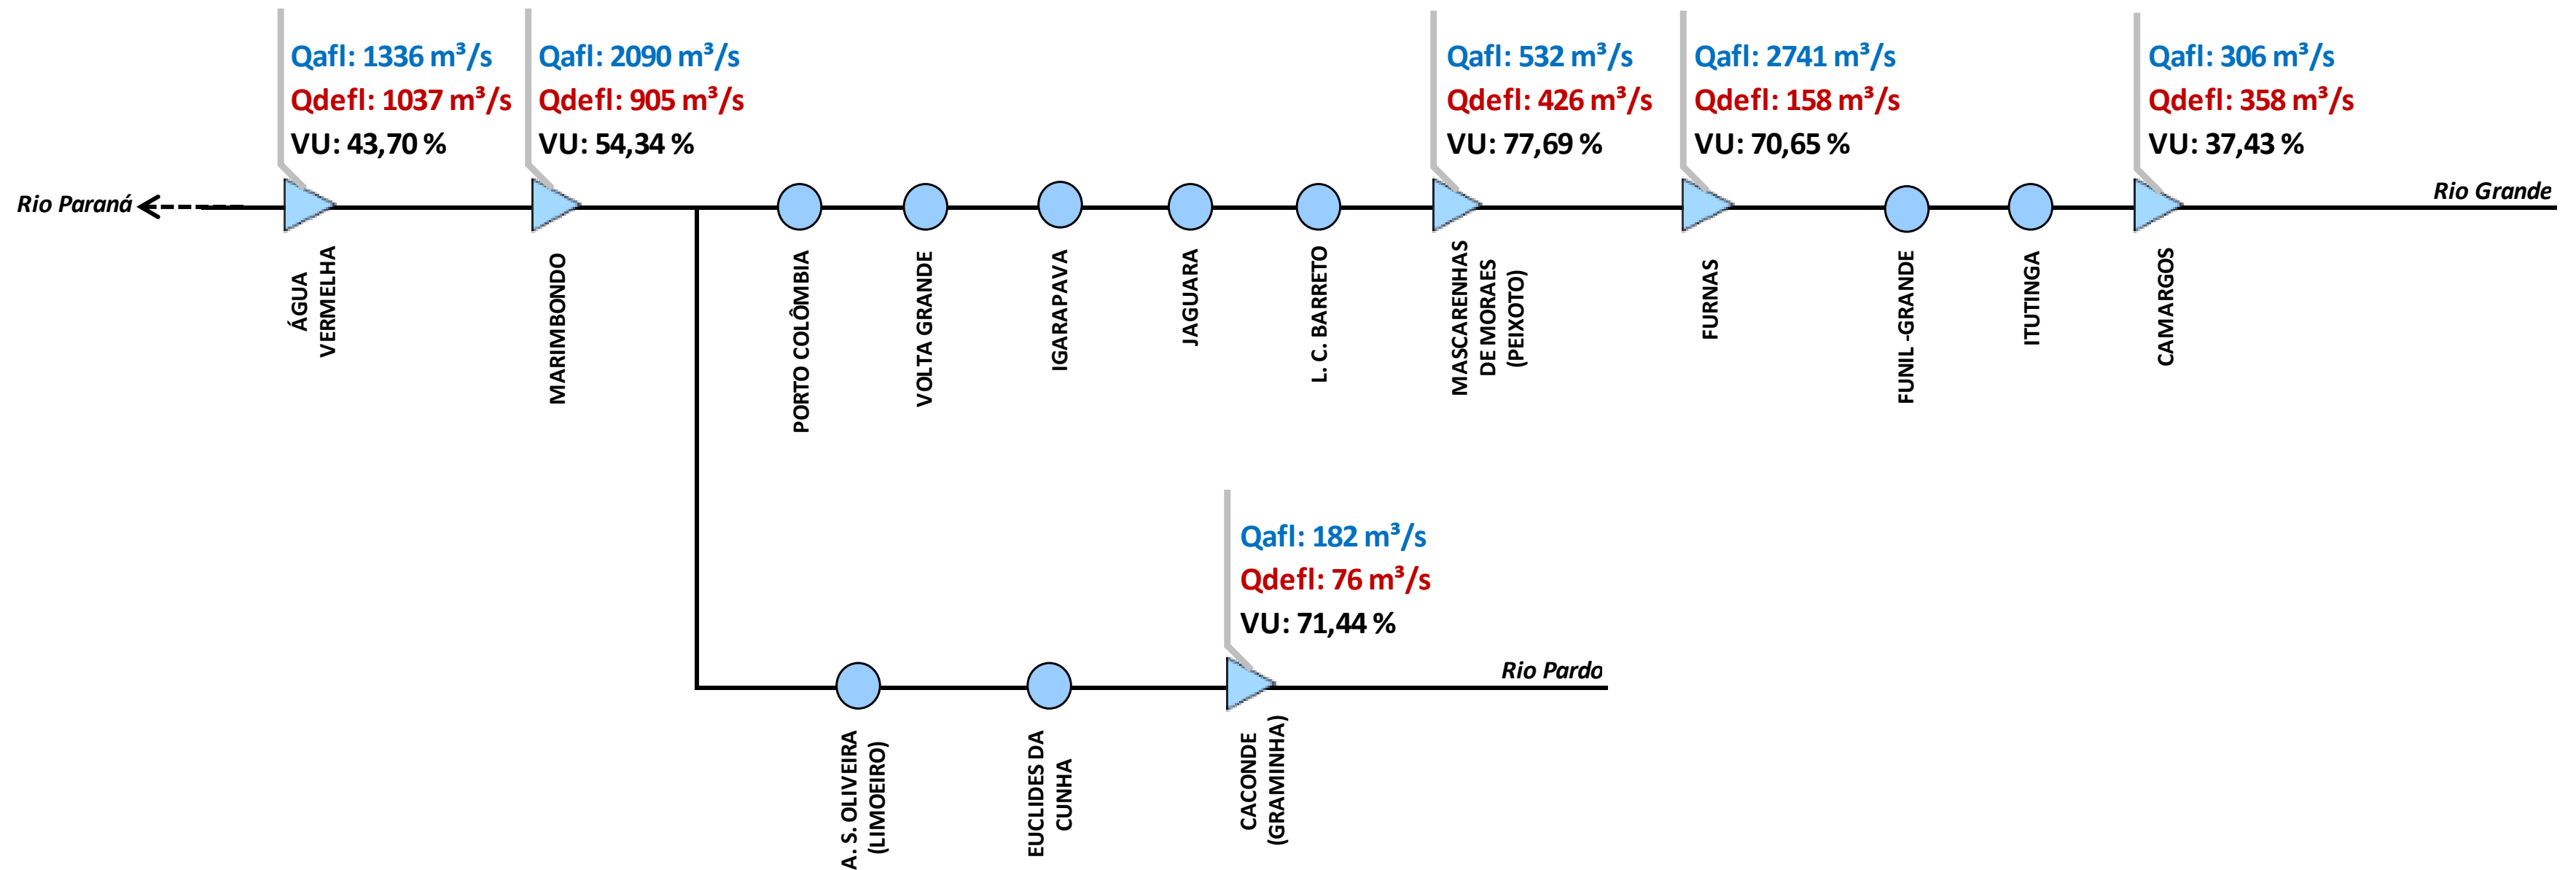 Qafl: 1336 m³/s
Qdefl: 1037 m³/s
VU: 43,70 %
Qafl: 2090 m³/s
Qdefl: 905 m³/s
VU: 54,34 %
Qafl: 532 m³/s
Qdefl: 426 m³/s
VU: 77,69 %
Qafl: 2741 m³/s
Qdefl: 158 m³/s
VU: 70,65 %
Qafl: 306 m³/s
Qdefl: 358 m³/s
VU: 37,43 %
Rio Paraná
Rio Grande
ÁGUA
VERMELHA
MARIMBONDO
PORTO COLÔMBIA
VOLTA GRANDE
IGARAPAVA
JAGUARA
L. C. BARRETO
MASCARENHAS
DE MORAES
(PEIXOTO)
FURNAS
FUNIL -GRANDE
ITUTINGA
CAMARGOS
Qafl: 182 m³/s
Qdefl: 76 m³/s
VU: 71,44 %
Rio Pardo
A. S. OLIVEIRA
(LIMOEIRO)
EUCLIDES DA
CUNHA
CACONDE
(GRAMINHA)